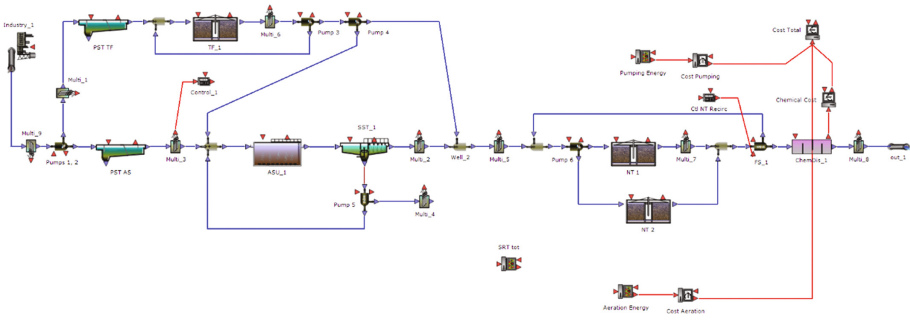 Industry_1
PST TF
TF_1
Multi_6
Pump 3
Pump 4
Cost Total
Pumping Energy
Cost Pumping
Multi_1
Control_1
Chemical Cost
Ctl NT Recirc
Multi_9
Pumps 1, 2
PST AS
Multi_3
ASU_1
SST_1
Multi_2
Well_2
Multi_5
Pump 6
NT 1
Multi_7
FS_1
ChemDis_1
Multi_8
out_1
Pump 5
Multi_4
NT 2
SRT tot
Aeration Energy
Cost Aeration